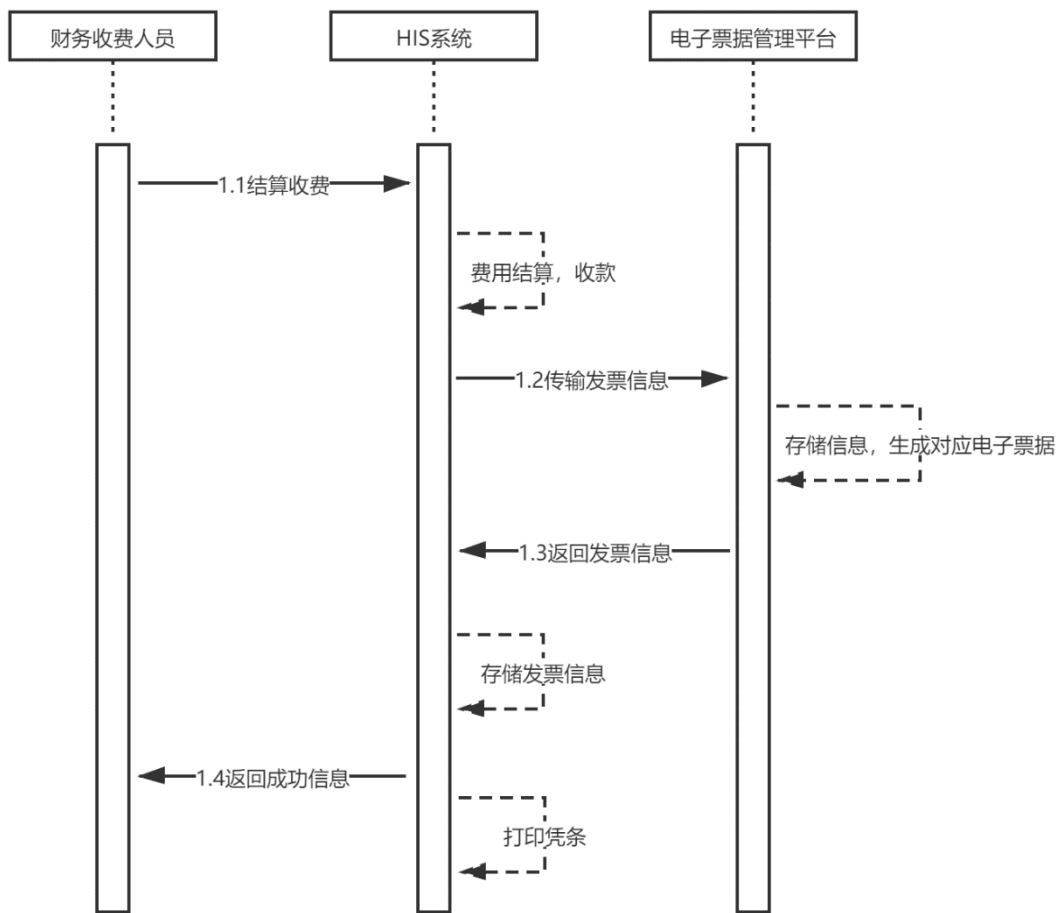 财务收费人员
HIS系统
电子票据管理平台
1.1结算收费
费用结算，收款
1.2传输发票信息
存储信息，生成对应电子票据
1.3返回发票信息
存储发票信息
1.4返回成功信息
打印凭条